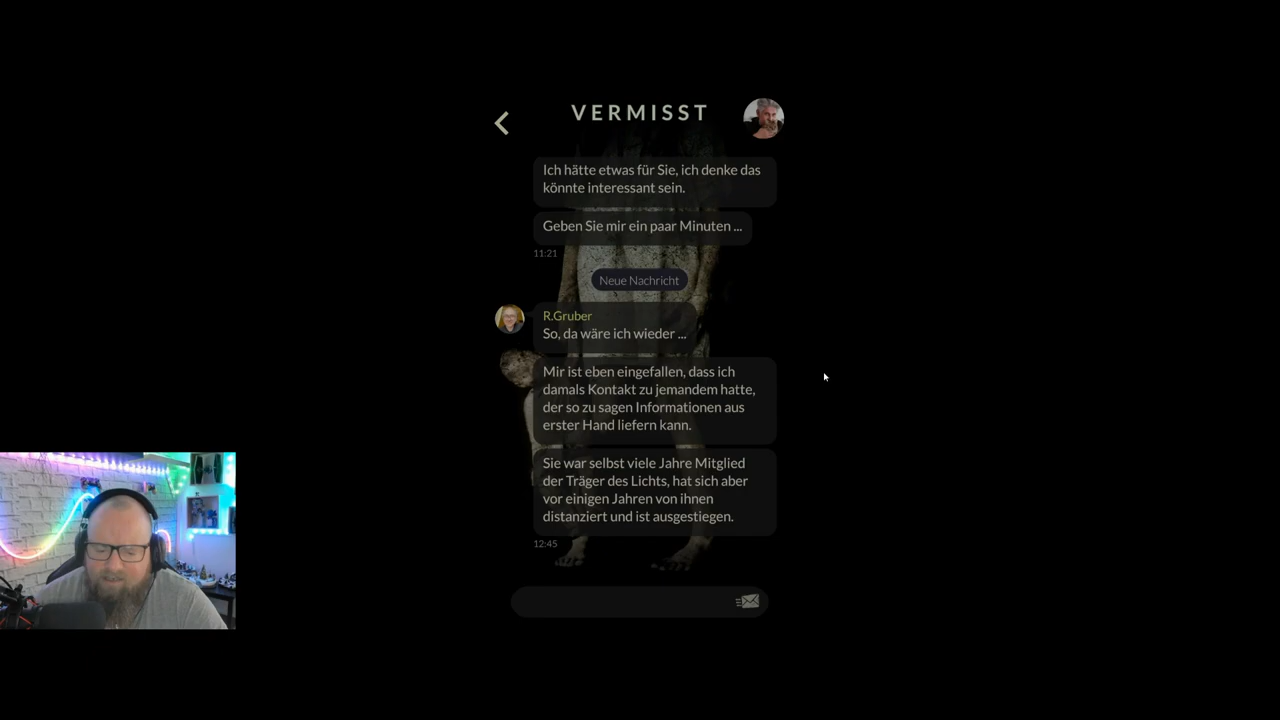 VERMISST
Ich hätte etwas für Sie, ich denke das
könnte interessant sein.
Geben Sie mir ein paar Minuten ...
11:21
Neue Nachricht
R.Gruber
So, da wäre ich wieder ...
Mir ist eben eingefallen, dass ich
damals Kontakt zu jemandem hatte,
der so zu sagen Informationen aus
erster Hand liefern kann.
Sie war selbst viele Jahre Mitglied
der Träger des Lichts, hat sich aber
vor einigen Jahren von ihnen
distanziert und ist ausgestiegen.
12:45